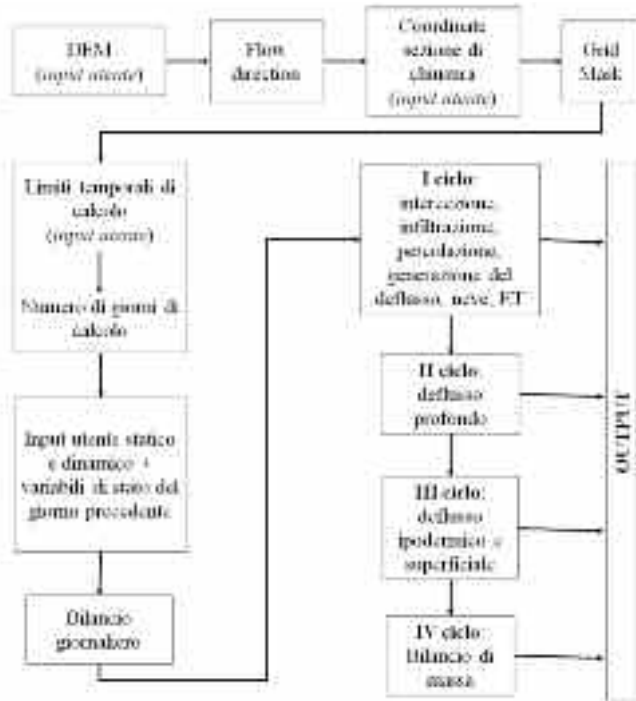 DEM
(input utente)
Flow
direction
Coordinate
sezione di
chiusura
(input utente)
Grid
Mask
Limiti temporali di
calcolo
(input utente)
Numero di giorni di
calcolo
Input utente statico
e dinamico +
variabili di stato del
giorno precedente
Bilancio
giornaliero
I ciclo:
intercezione,
infiltrazione,
percolazione,
generazione del
deflusso, neve, ET
II ciclo:
deflusso
profondo
III ciclo:
deflusso
ipodermico e
superficiale
IV ciclo:
Bilancio di
massa
OUTPUT